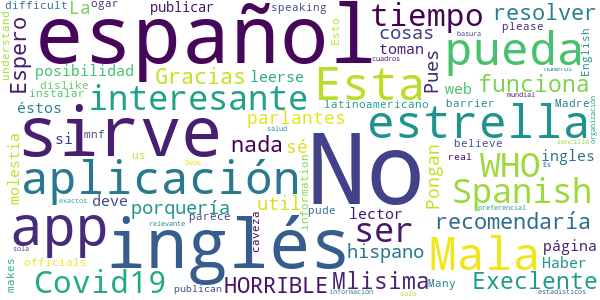 difficult La ogar publicar speaking Esto please resolver
español tiempo pueda English
understand Espero cuadros basura cosas
posibilidad Gracias leerse toman Pues web funciona números
dislike instalar interesante Esta latinoamericano barrier Madre mundial
éstos parlantes estrella organización
sirve si mnf nada sé No believe ingles
molestia us salud Pongan WHO real sencilla
aplicación Dono information Spanish Es
deve porquería util pude lector ser preferencial
app exactos parece caveza recomendaría
inglés hispano Mala página relevante
officials Haber
makes Covid19 publican HORRIBLE Mlisima Many Execlente
sola información solo estadísticos